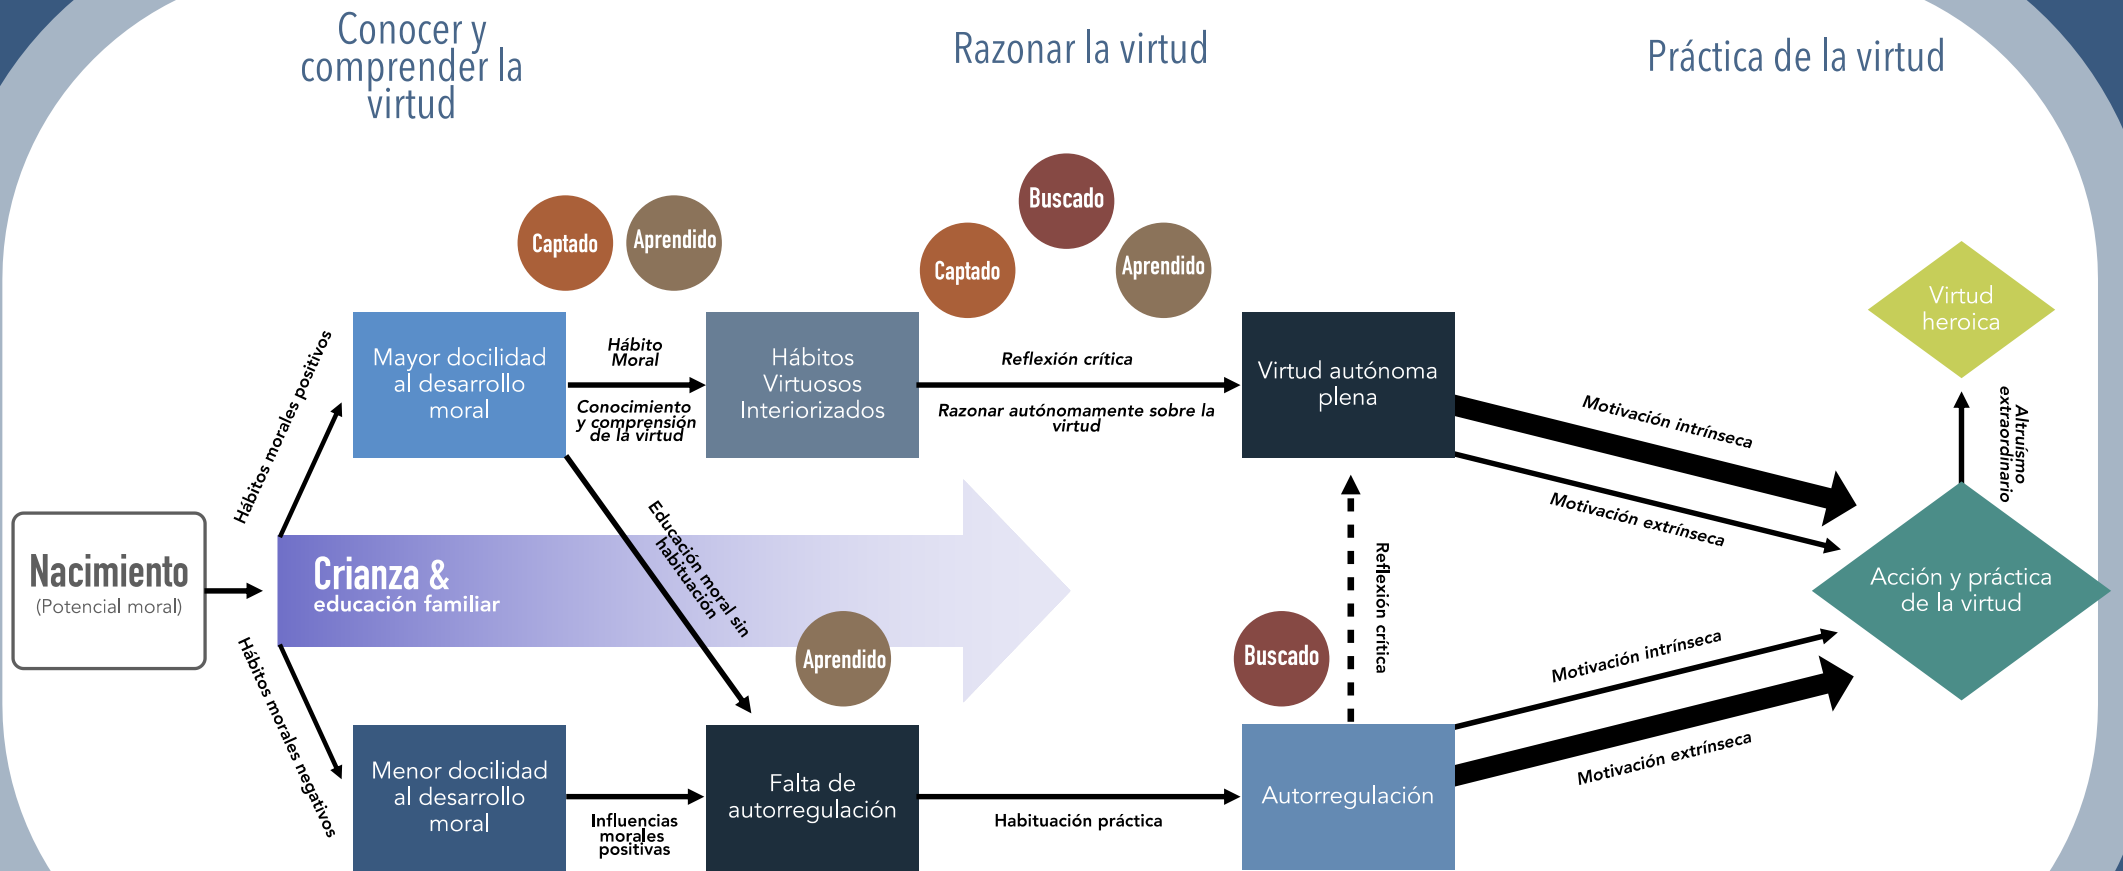 Conocer y
comprender la
virtud
Razonar la virtud
Práctica de la virtud
Captado
Aprendido
Captado
Buscado
Aprendido
Hábitos morales positivos
Mayor docilidad
al desarrollo
moral
Hábito
Moral
Conocimiento
y comprensión
de la virtud
Hábitos
Virtuosos
Interiorizados
Reflexión crítica
Razonar autónomamente sobre la
virtud
Virtud autónoma
plena
Motivación intrínseca
Motivación extrínseca
Virtud
heroica
Altruísmo
extraordinario
Nacimiento
(Potencial moral)
Crianza &
educación familiar
Educación moral sin
habituación
Aprendido
Buscado
Reflexión crítica
Acción y práctica
de la virtud
Hábitos morales negativos
Menor docilidad
al desarrollo
moral
Influencias
morales
positivas
Falta de
autorregulación
Habituación práctica
Autorregulación
Motivación intrínseca
Motivación extrínseca